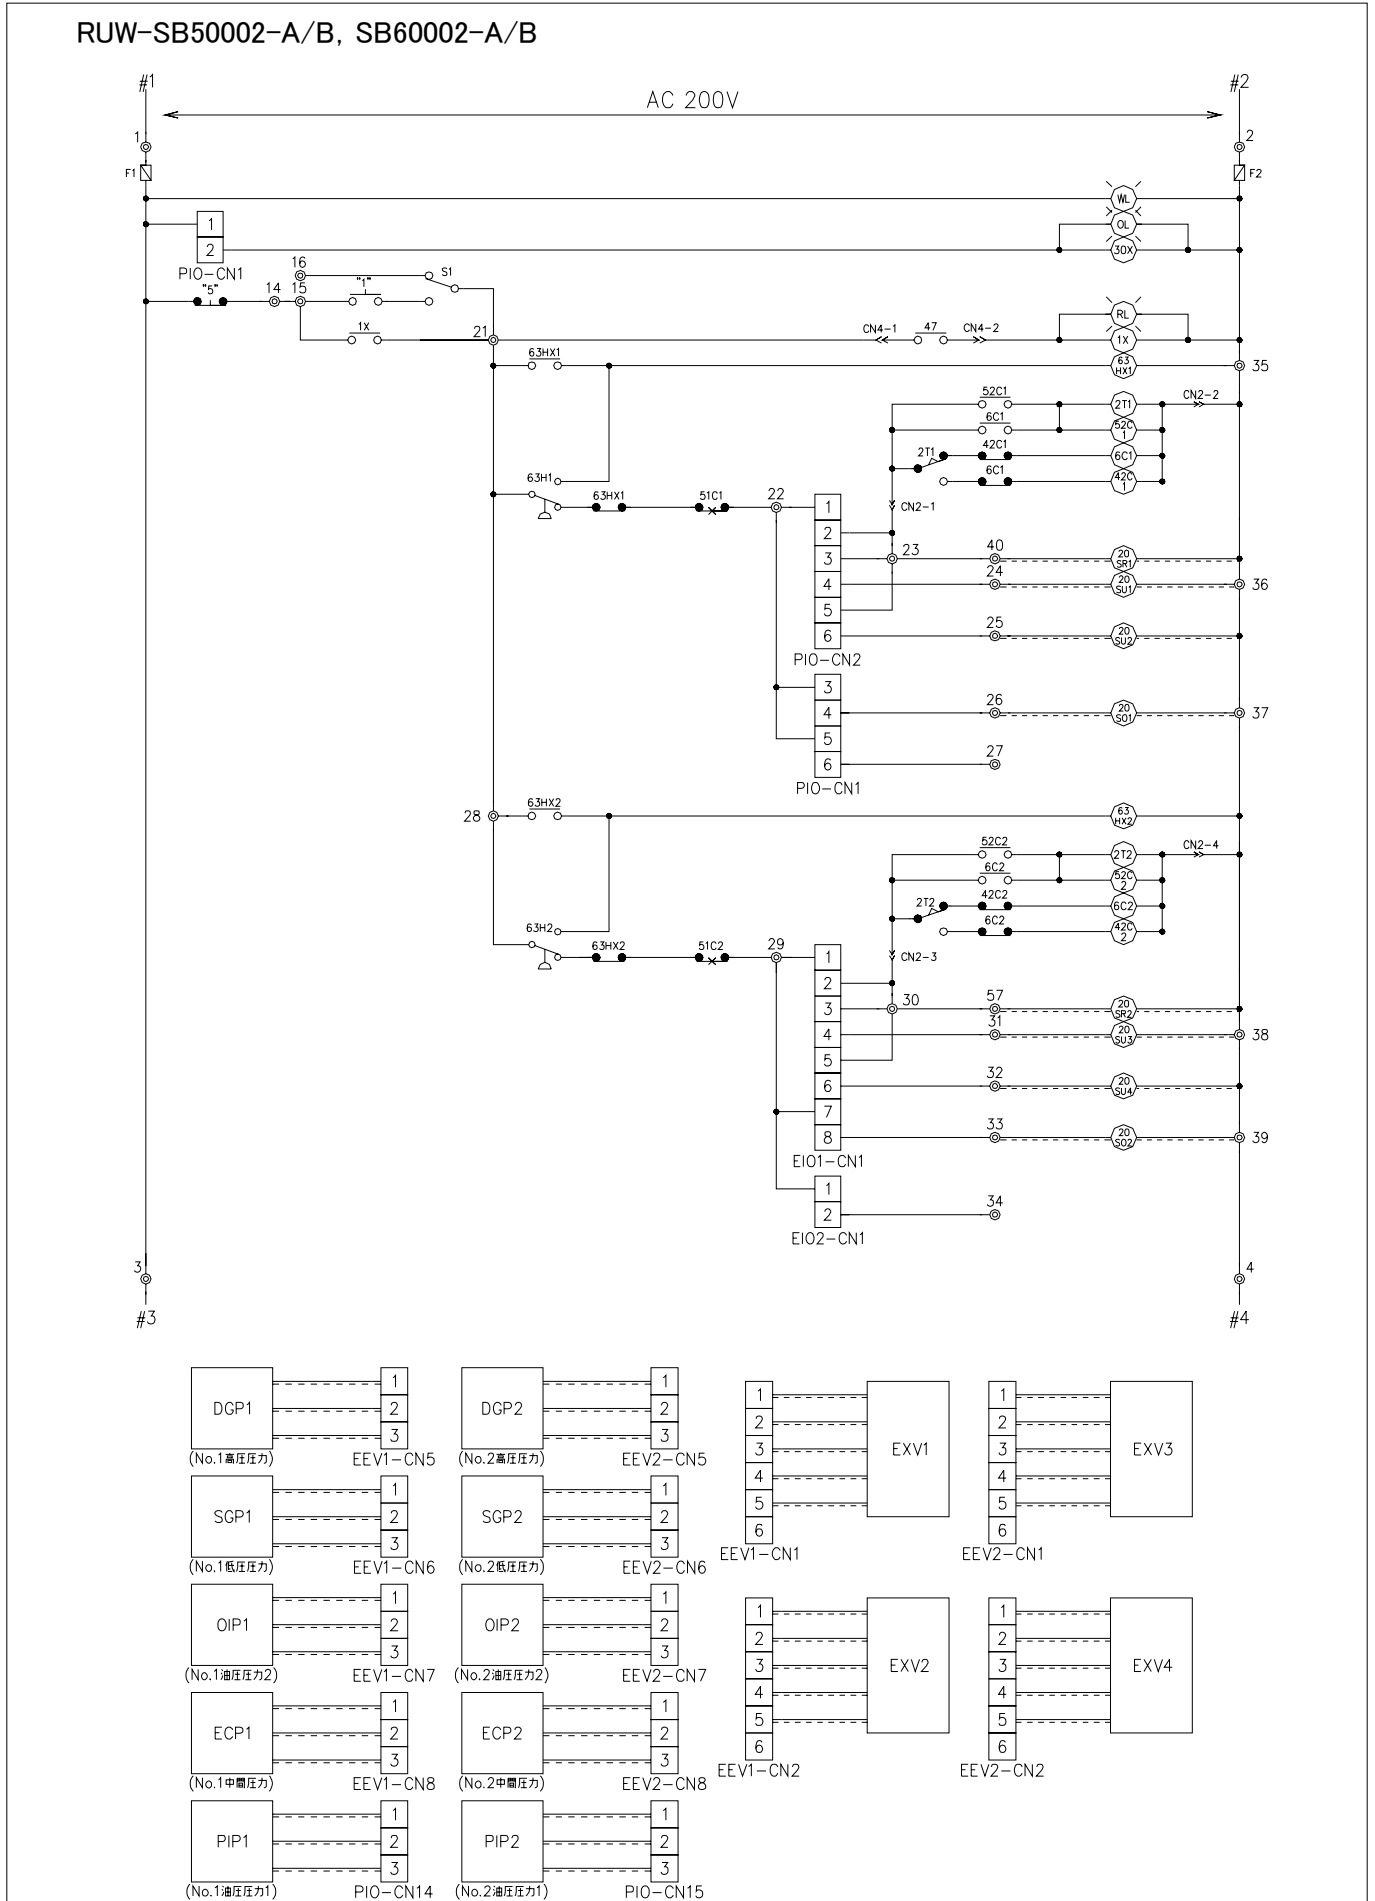 RUW-SB50002-A/B, SB60002-A/B
#1 #2
AC 200V
1 2
F1 F2
WL
1 OL
2 30X
PIO-CN1
16 S1
"5" 14 15 "1"
RL
1X 21 CN4-1 47 CN4-2 1X
63HX1 63 HX1 35
52C1 2T1 CN2-2
6C1 52C 1
2T1 42C1 6C1
63H1 6C1 42C 1
63HX1 51C1 22 1 CN2-1
2
3 23 40 20 SR1
4 24 20 SU1 36
5
6 25 20 SU2
PIO-CN2
3
4 26 20 SO1 37
5
6 27
PIO-CN1
28 63HX2 63 HX2
52C2 2T2 CN2-4
6C2 52C 2
2T2 42C2 6C2
63H2 6C2 42C 2
63HX2 51C2 29 1 CN2-3
2
3 30 57 20 SR2
4 31 20 SU3 38
5
6 32 20 SU4
7
8 33 20 SO2 39
EIO1-CN1
1
2 34
EIO2-CN1
3 4
#3 #4
DGP1 1 2 3
(No.1高圧圧力) EEV1-CN5
DGP2 1 2 3
(No.2高圧圧力) EEV2-CN5
1 2 3 4 5 6 EXV1
EEV1-CN1
1 2 3 4 5 6 EXV3
EEV2-CN1
SGP1 1 2 3
(No.1低圧圧力) EEV1-CN6
SGP2 1 2 3
(No.2低圧圧力) EEV2-CN6
OIP1 1 2 3
(No.1油圧圧力2) EEV1-CN7
OIP2 1 2 3
(No.2油圧圧力2) EEV2-CN7
1 2 3 4 5 6 EXV2
EEV1-CN2
1 2 3 4 5 6 EXV4
EEV2-CN2
ECP1 1 2 3
(No.1中間圧力) EEV1-CN8
ECP2 1 2 3
(No.2中間圧力) EEV2-CN8
PIP1 1 2 3
(No.1油圧圧力1) PIO-CN14
PIP2 1 2 3
(No.2油圧圧力1) PIO-CN15